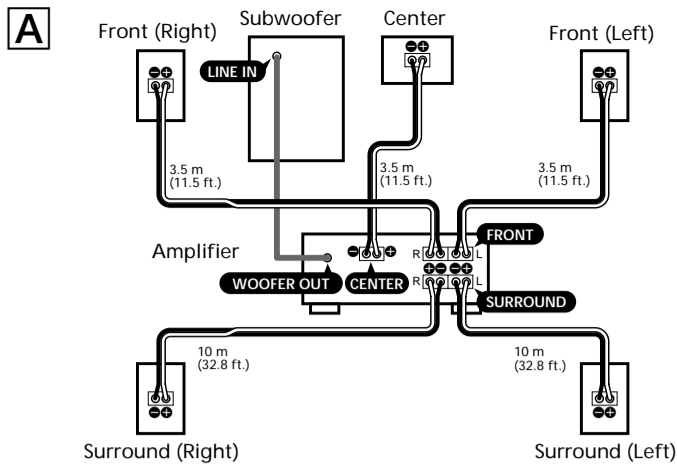 A
Front (Right)
Subwoofer
Center
Front (Left)
LINE IN
3.5 m
(11.5 ft.)
3.5 m
(11.5 ft.)
3.5 m
(11.5 ft.)
Amplifier
WOOFER OUT
CENTER
R
L
FRONT
R
L
SURROUND
10 m
(32.8 ft.)
10 m
(32.8 ft.)
Surround (Right)
Surround (Left)